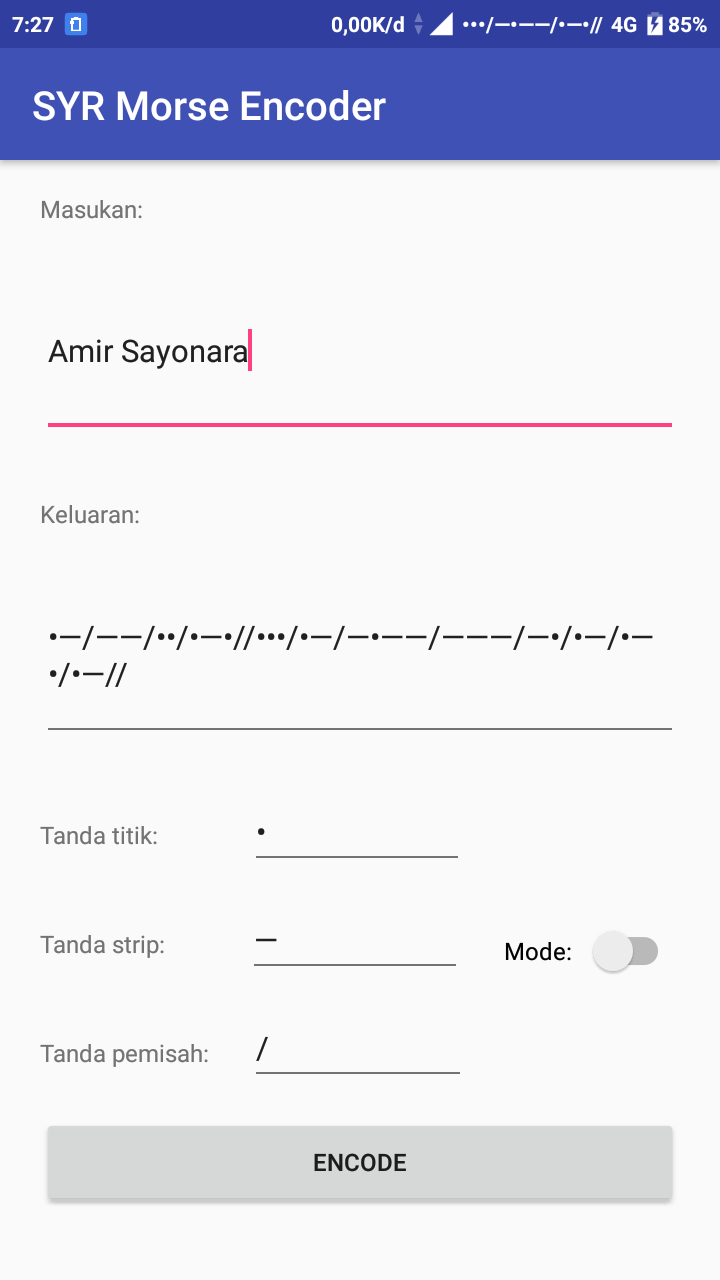 7:27 0,00K/d •••/—•——/•—•// 4G 85%
SYR Morse Encoder
Masukan:
Amir Sayonara
Keluaran:
•—/——/••/•—•//•••/•—/—•——/———/—•/•—/•—
•/•—//
Tanda titik: •
Tanda strip: — Mode:
Tanda pemisah: /
ENCODE